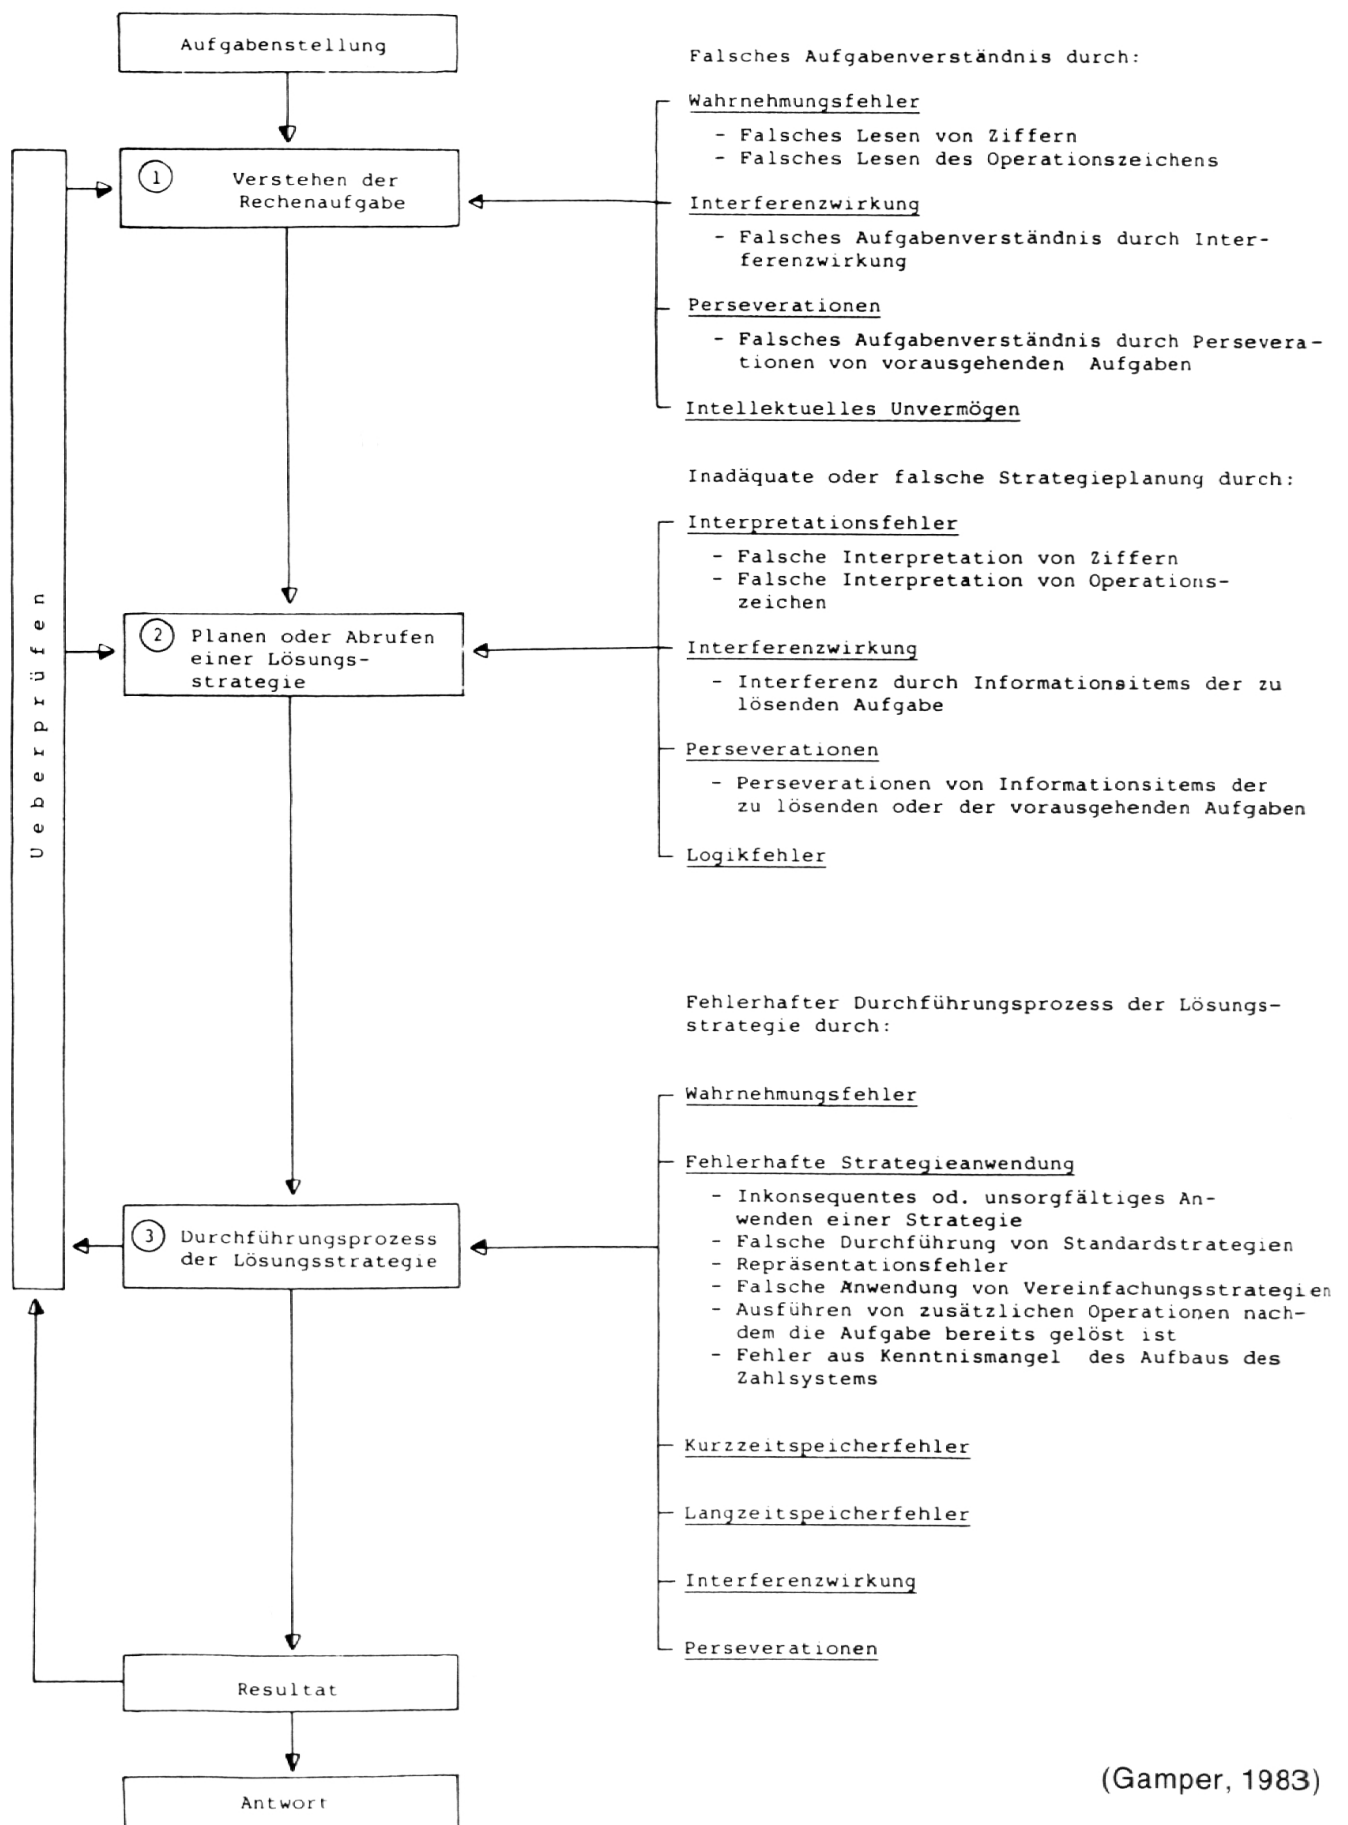 Aufgabenstellung
1
Verstehen der
Rechenaufgabe
Ueberprüfen
2
Planen oder Abrufen
einer Lösungs-
strategie
3
Durchführungsprozess
der Lösungsstrategie
Resultat
Antwort
Falsches Aufgabenverständnis durch:
Wahrnehmungsfehler
- Falsches Lesen von Ziffern
- Falsches Lesen des Operationszeichens
Interferenzwirkung
- Falsches Aufgabenverständnis durch Inter-
ferenzwirkung
Perseverationen
- Falsches Aufgabenverständnis durch Persevera-
tionen von vorausgehenden Aufgaben
Intellektuelles Unvermögen
Inadäquate oder falsche Strategieplanung durch:
Interpretationsfehler
- Falsche Interpretation von Ziffern
- Falsche Interpretation von Operations-
zeichen
Interferenzwirkung
- Interferenz durch Informationsitems der zu
lösenden Aufgabe
Perseverationen
- Perseverationen von Informationsitems der
zu lösenden oder der vorausgehenden Aufgaben
Logikfehler
Fehlerhafter Durchführungsprozess der Lösungs-
strategie durch:
Wahrnehmungsfehler
Fehlerhafte Strategieanwendung
- Inkonsequentes od. unsorgfältiges An-
wenden einer Strategie
- Falsche Durchführung von Standardstrategien
- Repräsentationsfehler
- Falsche Anwendung von Vereinfachungsstrategien
- Ausführen von zusätzlichen Operationen nach-
dem die Aufgabe bereits gelöst ist
- Fehler aus Kenntnismangel des Aufbaus des
Zahlsystems
Kurzzeitspeicherfehler
Langzeitspeicherfehler
Interferenzwirkung
Perseverationen
(Gamper, 1983)